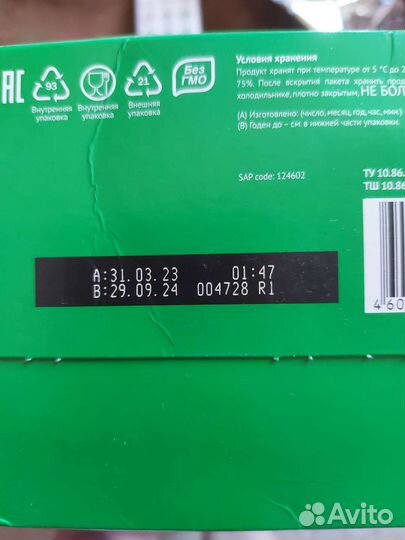 Условия хранения
Продукт хранят при температуре от 5 °С до
75%. После вскрытия пакета хранить
холодильнике, плотно закрытым, НЕ
(А) Изготовлено: (число, месяц, год, час, мин.)
(В) Годен до – см. в нижней части упаковки.
93
21
Без ГМО
Внутренняя упаковка
Внутренняя упаковка
Внешняя упаковка
SAP code: 124602
ТУ 10.86.
ТШ 10.86
A:31.03.23 01:47
B:29.09.24 004728 R1
Avito